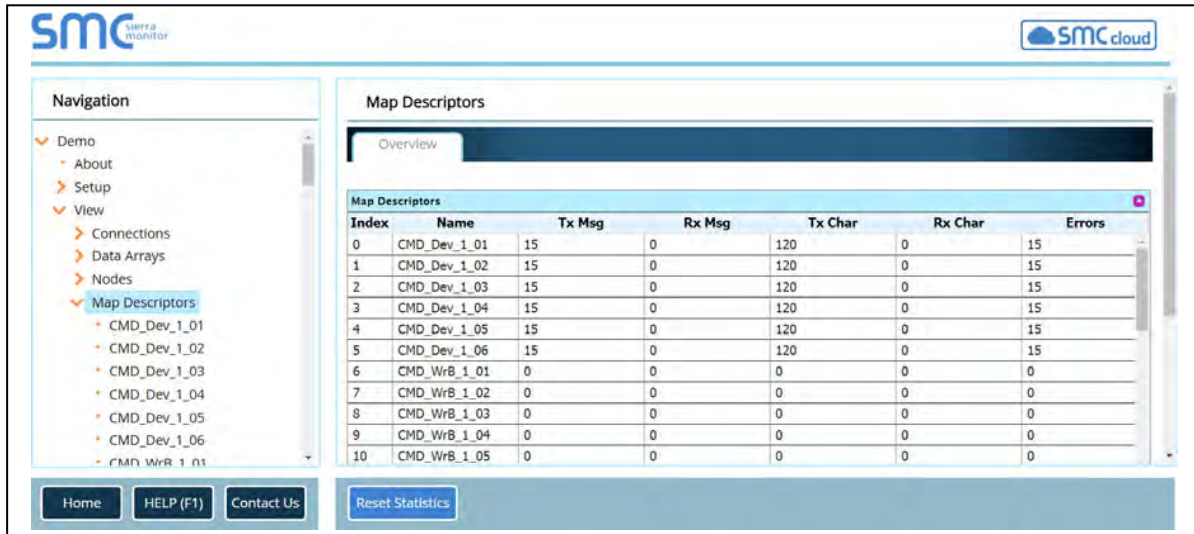 SMC sierra monitor
SMC cloud
Navigation
Demo
About
Setup
View
Connections
Data Arrays
Nodes
Map Descriptors
CMD_Dev_1_01
CMD_Dev_1_02
CMD_Dev_1_03
CMD_Dev_1_04
CMD_Dev_1_05
CMD_Dev_1_06
CMD_WrB_1_01
Map Descriptors
Overview
Map Descriptors
Index Name Tx Msg Rx Msg Tx Char Rx Char Errors
0 CMD_Dev_1_01 15 0 120 0 15
1 CMD_Dev_1_02 15 0 120 0 15
2 CMD_Dev_1_03 15 0 120 0 15
3 CMD_Dev_1_04 15 0 120 0 15
4 CMD_Dev_1_05 15 0 120 0 15
5 CMD_Dev_1_06 15 0 120 0 15
6 CMD_WrB_1_01 0 0 0 0 0
7 CMD_WrB_1_02 0 0 0 0 0
8 CMD_WrB_1_03 0 0 0 0 0
9 CMD_WrB_1_04 0 0 0 0 0
10 CMD_WrB_1_05 0 0 0 0 0
Home HELP (F1) Contact Us
Reset Statistics